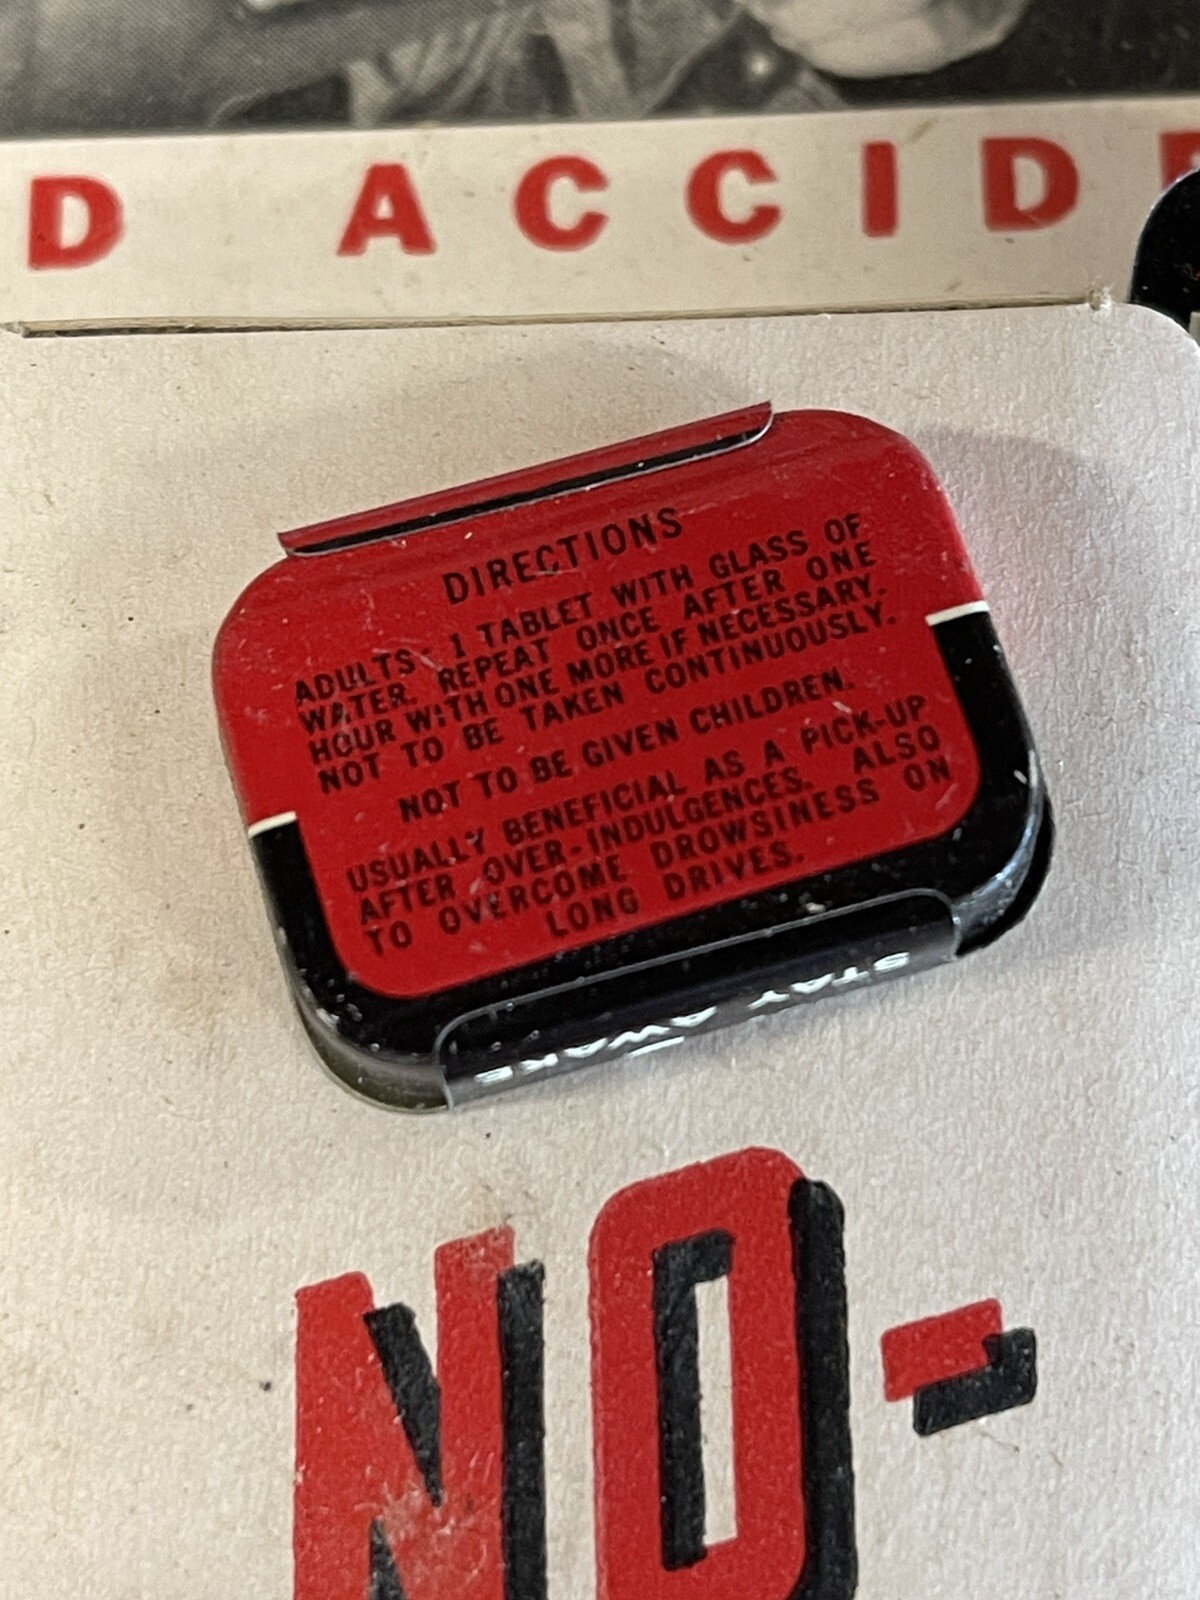 D ACCID
DIRECTIONS
ADULTS - 1 TABLET WITH GLASS OF
WATER. REPEAT ONCE AFTER ONE
HOUR WITH ONE MORE IF NECESSARY.
NOT TO BE TAKEN CONTINUOUSLY.
NOT TO BE GIVEN CHILDREN.
USUALLY BENEFICIAL AS A PICK-UP
AFTER OVER-INDULGENCES. ALSO
TO OVERCOME DROWSINESS ON
LONG DRIVES.
STAY AWAKE
NO-